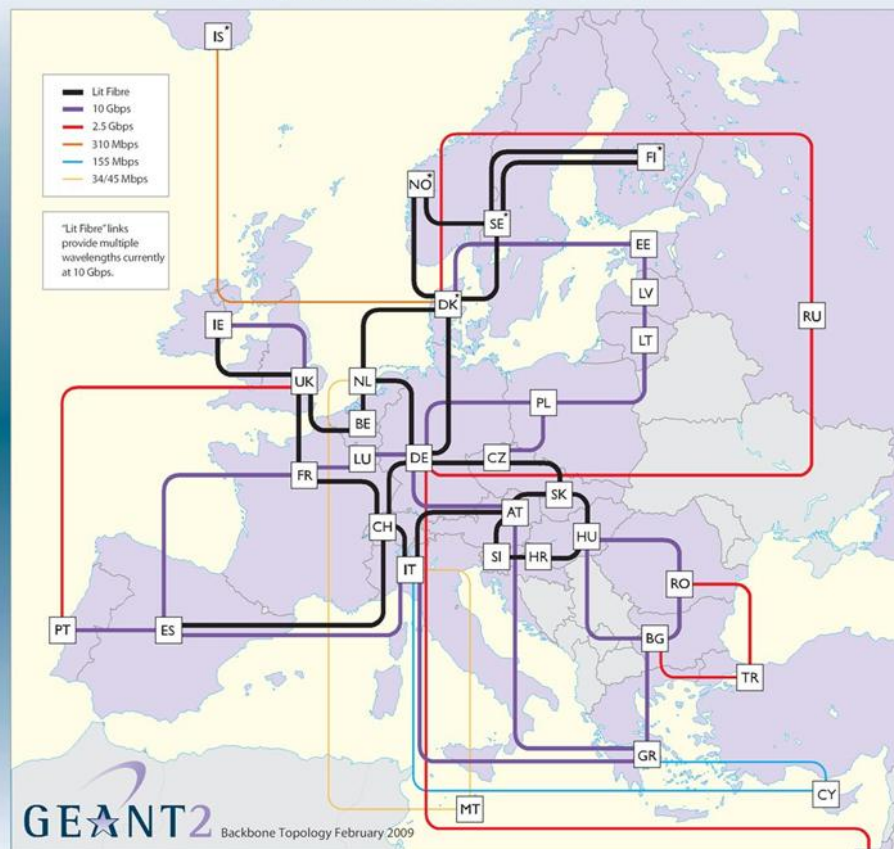 IS*
Lit Fibre
10 Gbps
2.5 Gbps
310 Mbps
155 Mbps
34/45 Mbps
"Lit Fibre" links
provide multiple
wavelengths currently
at 10 Gbps.
FI*
NO*
SE*
EE
LV
DK*
RU
IE
LT
UK
NL
PL
BE
LU
DE
CZ
FR
SK
AT
CH
HU
SI
HR
IT
RO
PT
ES
BG
TR
GR
CY
MT
GEANT2 Backbone Topology February 2009